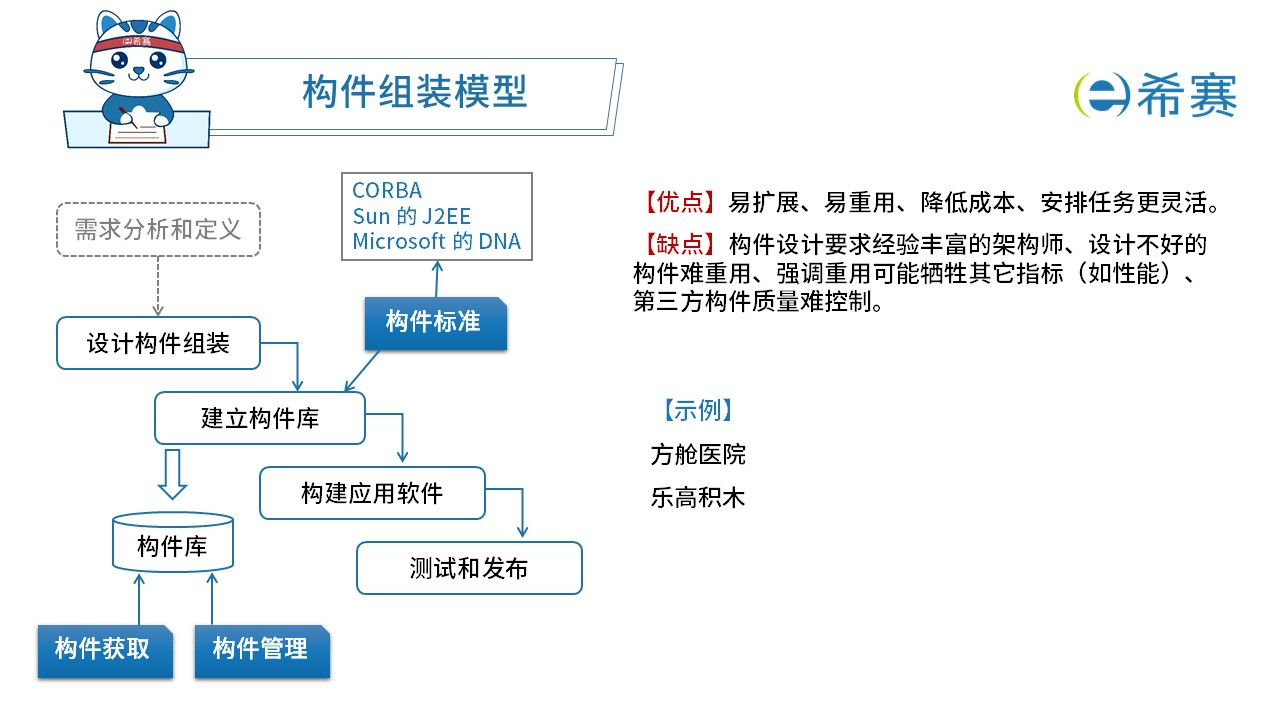 希赛
构件组装模型
希赛
CORBA
Sun 的 J2EE
Microsoft 的 DNA
需求分析和定义
构件标准
设计构件组装
建立构件库
构建应用软件
构件库
测试和发布
构件获取
构件管理
【优点】易扩展、易重用、降低成本、安排任务更灵活。
【缺点】构件设计要求经验丰富的架构师、设计不好的
构件难重用、强调重用可能牺牲其它指标（如性能）、
第三方构件质量难控制。
【示例】
方舱医院
乐高积木